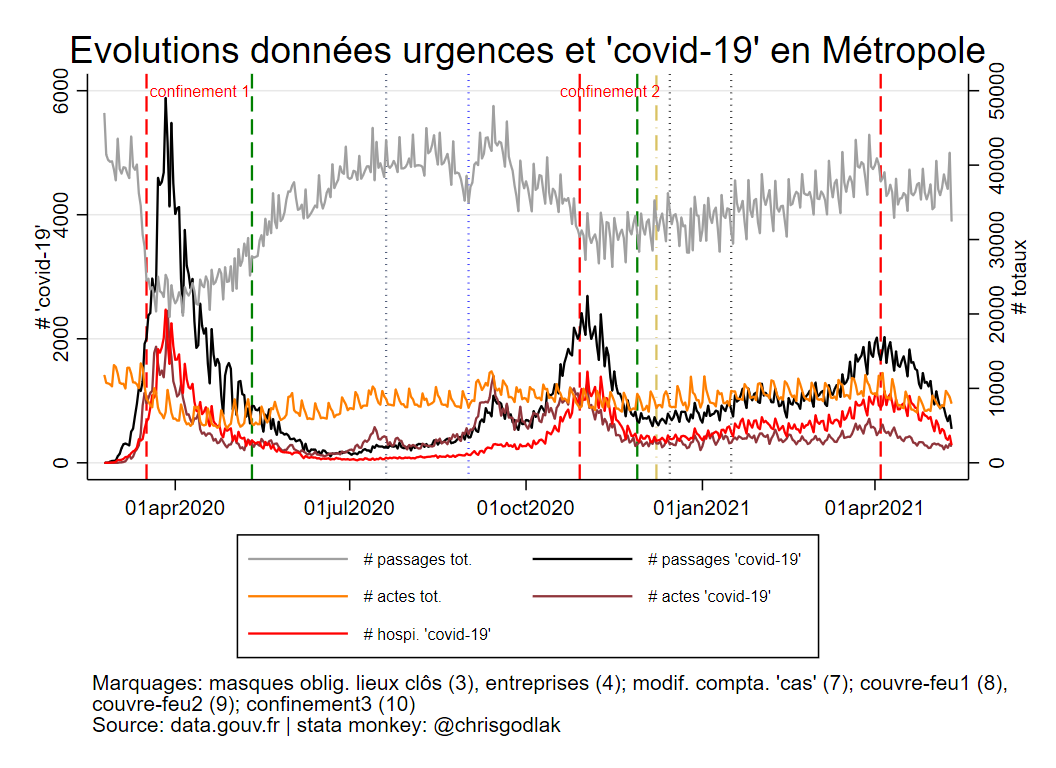 Evolutions données urgences et 'covid-19' en Métropole
# 'covid-19'
6000
4000
2000
0
confinement 1
confinement 2
50000
40000
30000
20000
10000
0
# totaux
01apr2020
01jul2020
01oct2020
01jan2021
01apr2021
# passages tot.
# passages 'covid-19'
# actes tot.
# actes 'covid-19'
# hospi. 'covid-19'
Marquages: masques oblig. lieux clôs (3), entreprises (4); modif. compta. 'cas' (7); couvre-feu1 (8),
couvre-feu2 (9); confinement3 (10)
Source: data.gouv.fr | stata monkey: @chrisgodlak